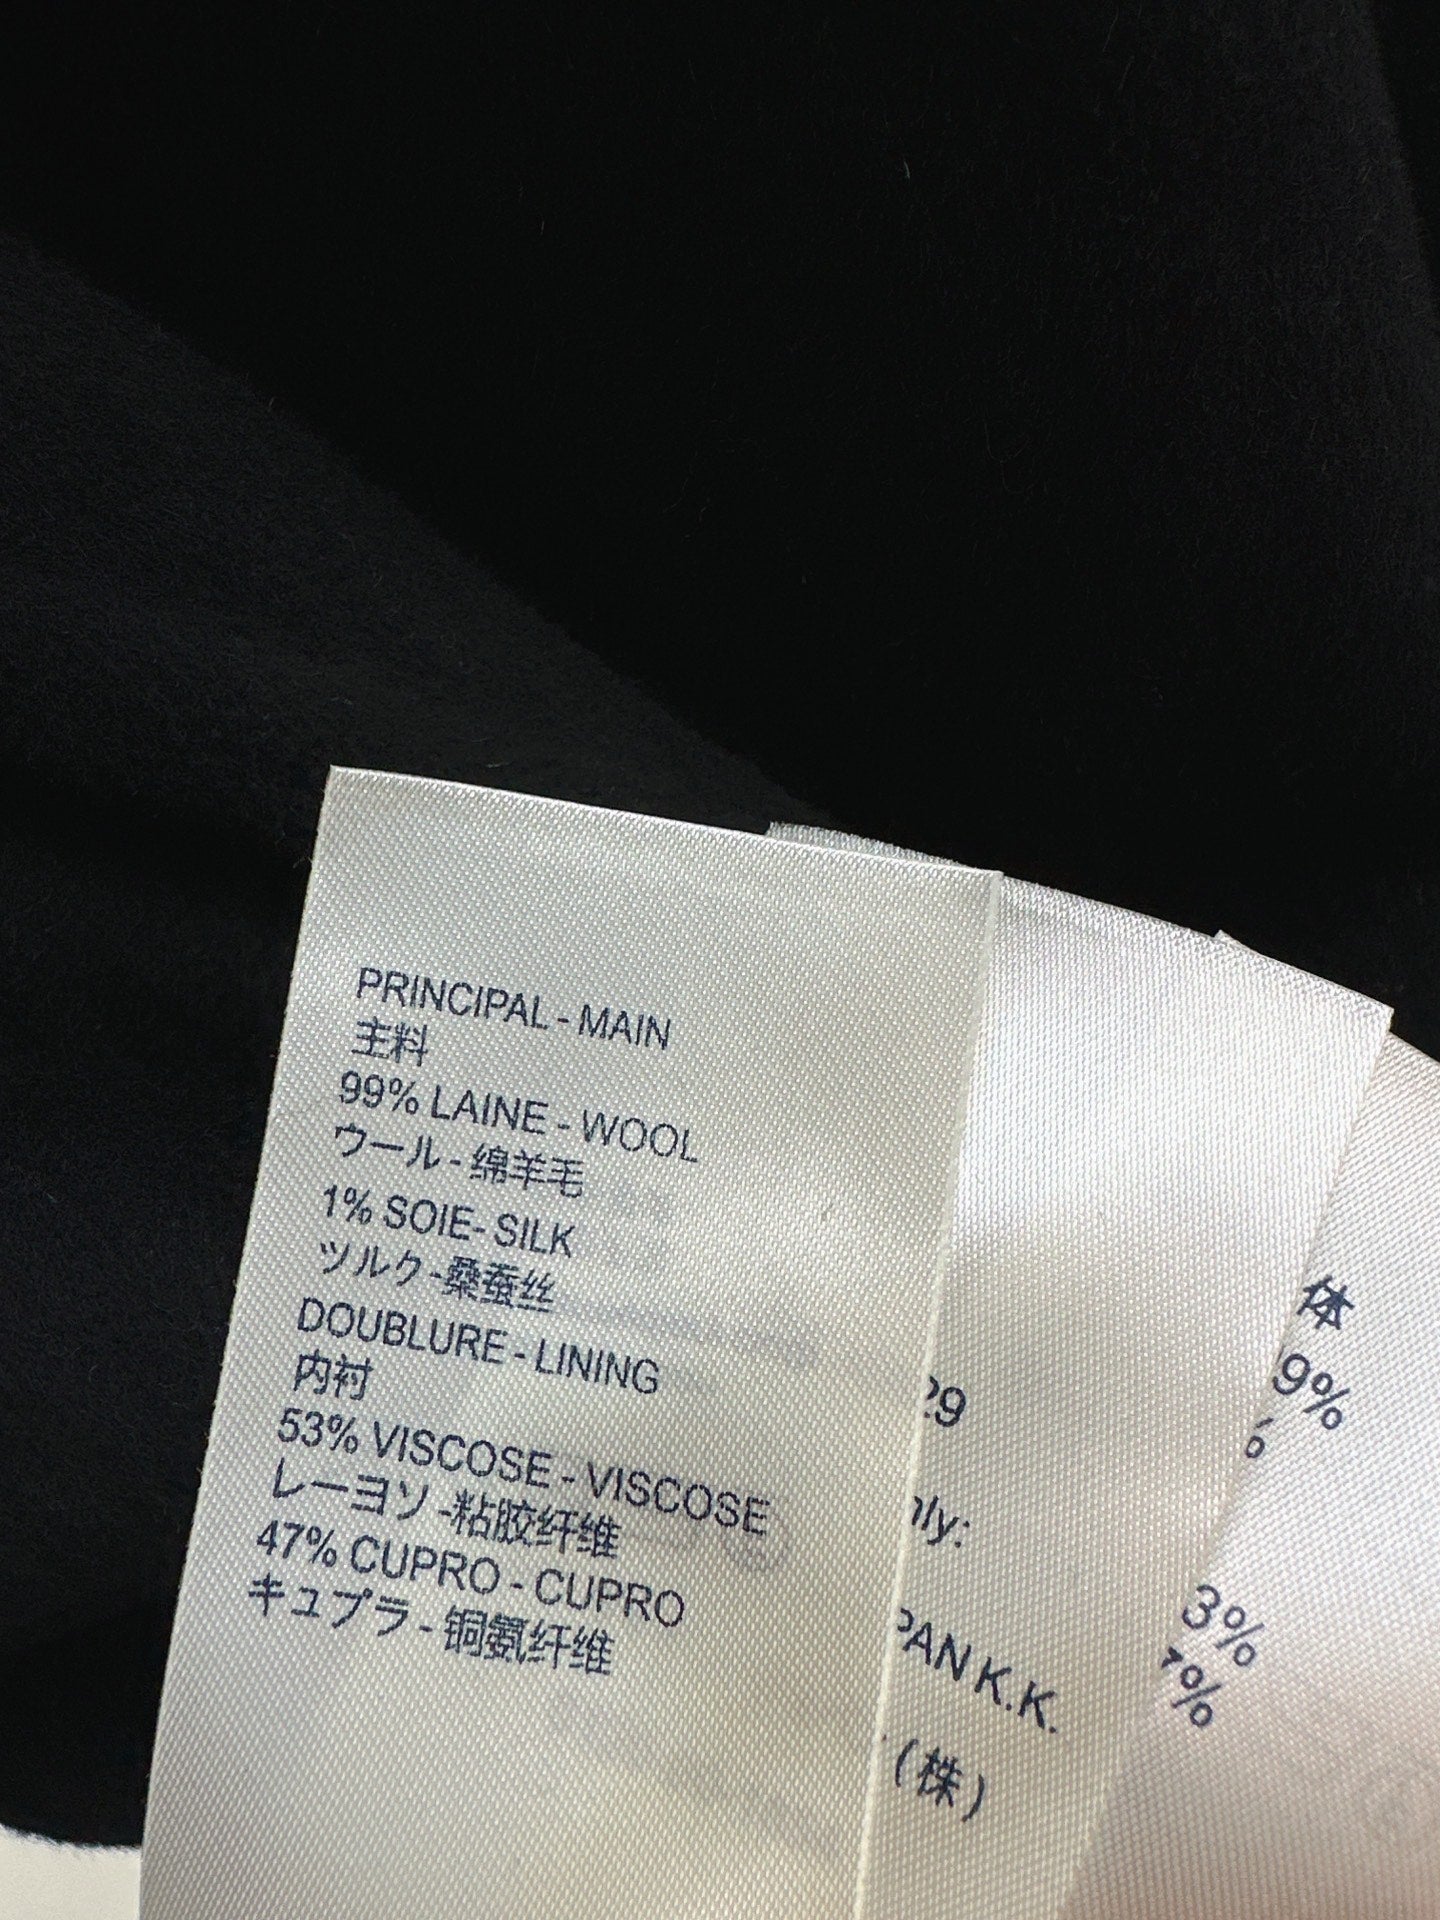 PRINCIPAL - MAIN
主料
99% LAINE - WOOL
ウール - 绵羊毛
1% SOIE- SILK
ツルク -桑蚕丝
DOUBLURE - LINING
内衬
53% VISCOSE - VISCOSE
レーヨソ -粘胶纤维
47% CUPRO - CUPRO
キュプラ - 铜氨纤维
29
nly:
PAN K.K.
(株)
体
9%
%
3%
7%